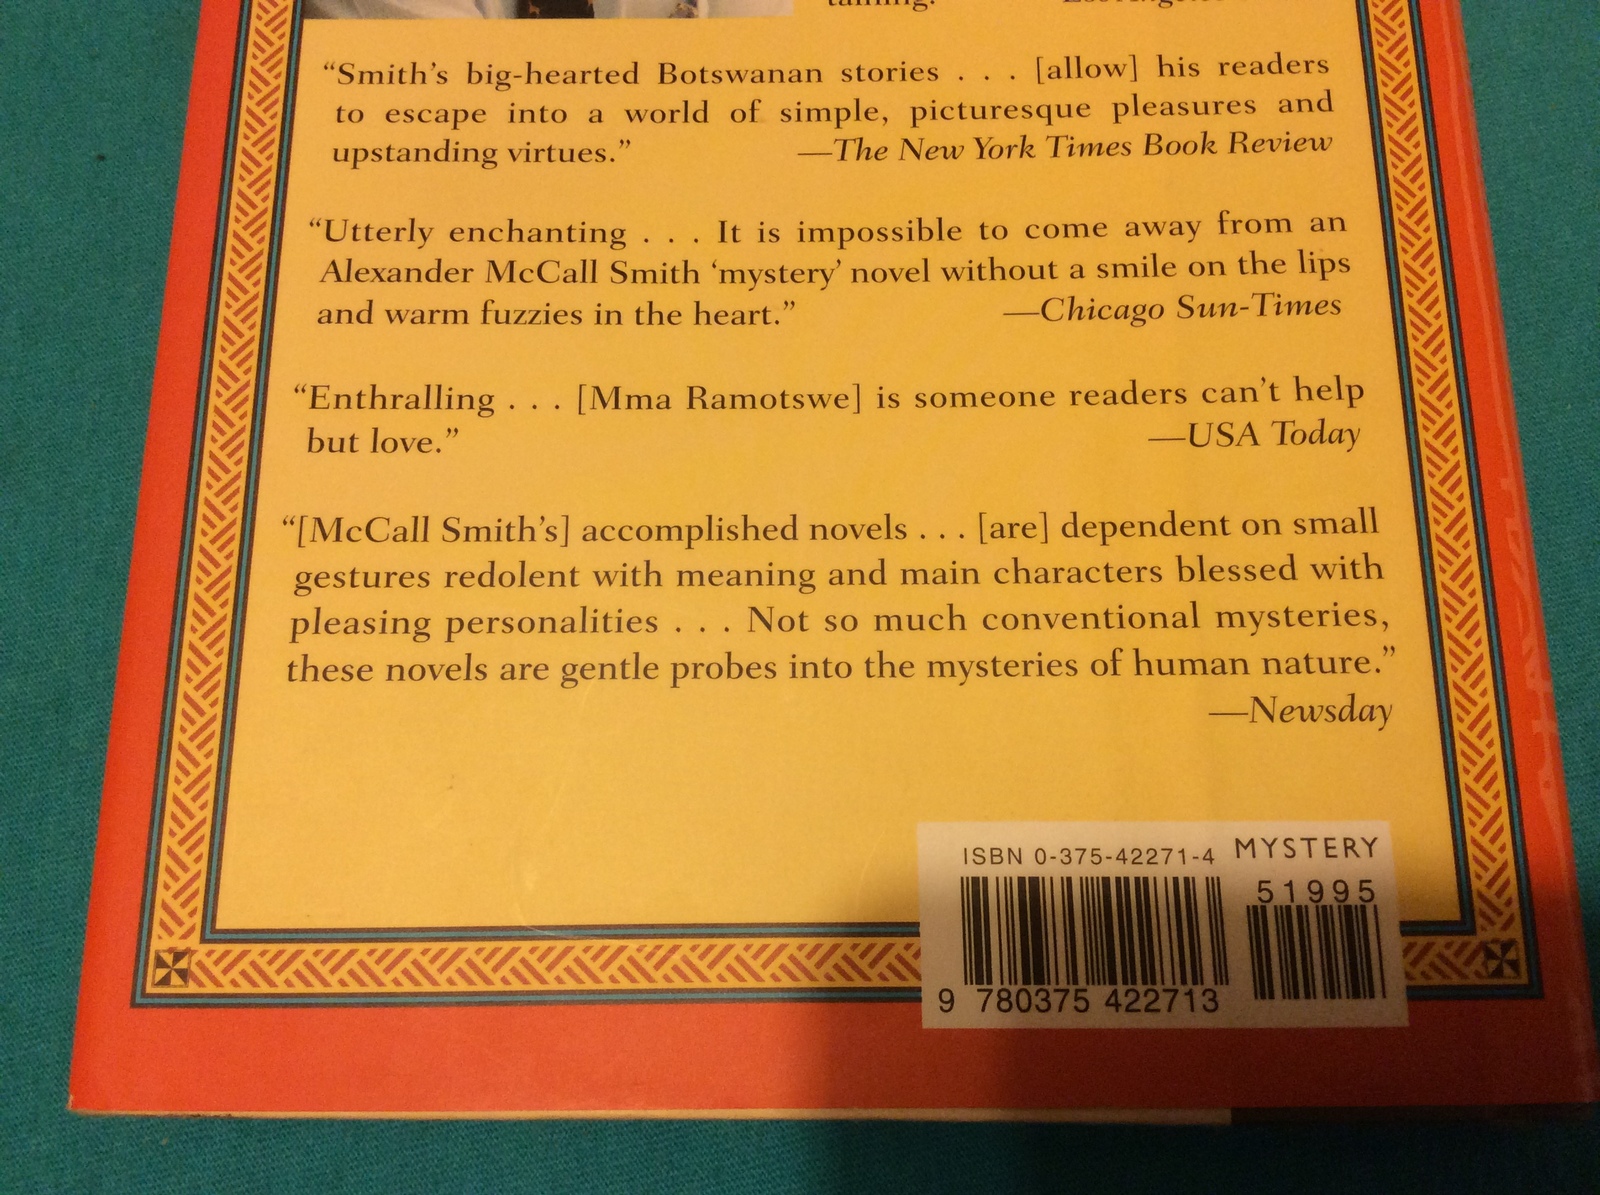 “Smith’s big-hearted Botswanan stories . . . [allow] his readers
to escape into a world of simple, picturesque pleasures and
upstanding virtues.” —The New York Times Book Review
“Utterly enchanting . . . It is impossible to come away from an
Alexander McCall Smith ‘mystery’ novel without a smile on the lips
and warm fuzzies in the heart.” —Chicago Sun-Times
“Enthralling . . . [Mma Ramotswe] is someone readers can’t help
but love.” —USA Today
“[McCall Smith’s] accomplished novels . . . [are] dependent on small
gestures redolent with meaning and main characters blessed with
pleasing personalities . . . Not so much conventional mysteries,
these novels are gentle probes into the mysteries of human nature.”
—Newsday
ISBN 0-375-42271-4 MYSTERY
51995
9 780375 422713